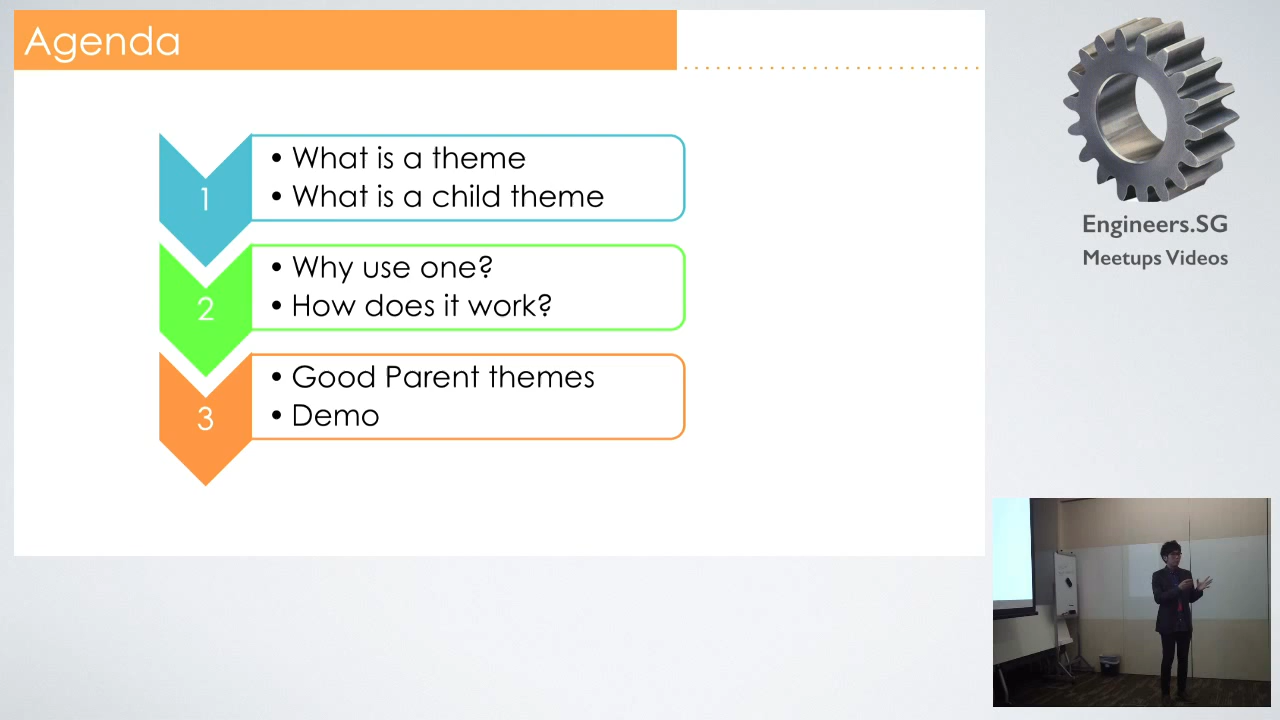 Agenda
1
• What is a theme
• What is a child theme
2
• Why use one?
• How does it work?
3
• Good Parent themes
• Demo
Engineers.SG
Meetups Videos